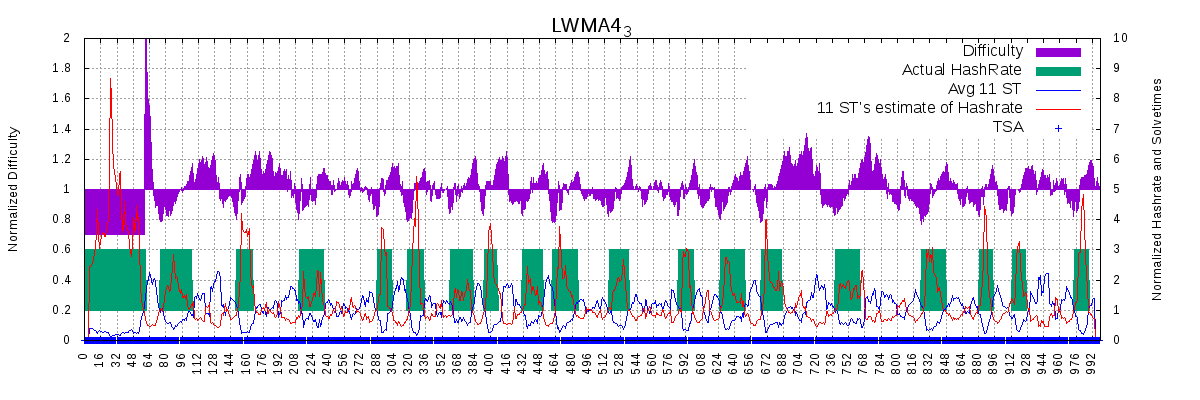 LWMA4₃
Normalized Difficulty
2
1.8
1.6
1.4
1.2
1
0.8
0.6
0.4
0.2
0
Difficulty
Actual HashRate
Avg 11 ST
11 ST's estimate of Hashrate
TSA
10
9
8
7
6
5
4
3
2
1
0
Normalized Hashrate and Solvetimes
0 16 32 48 64 80 96 112 128 144 160 176 192 208 224 240 256 272 288 304 320 336 352 368 384 400 416 432 448 464 480 496 512 528 544 560 576 592 608 624 640 656 672 688 704 720 736 752 768 784 800 816 832 848 864 880 896 912 928 944 960 976 992